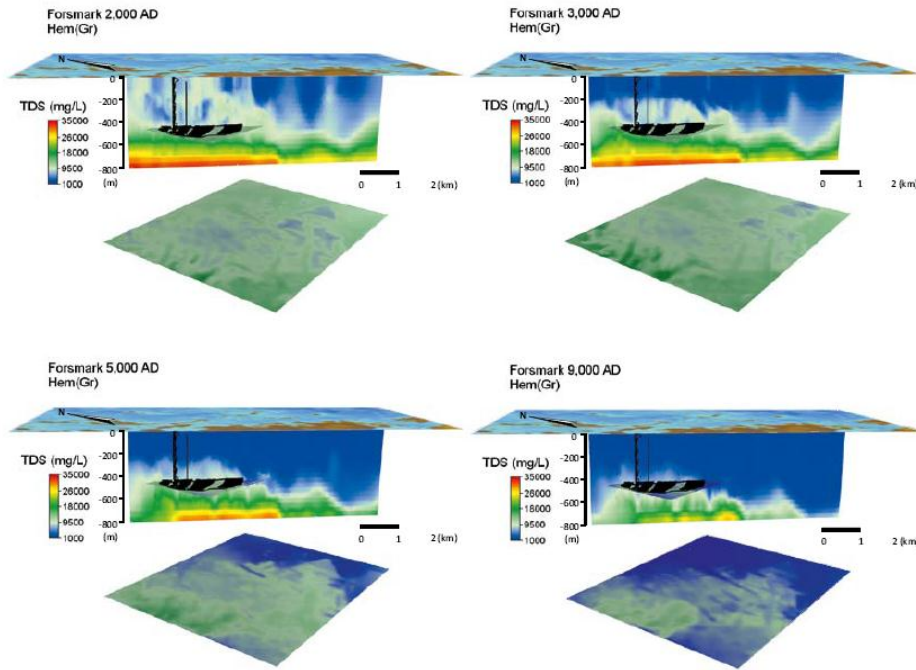 Forsmark 2,000 AD
Hem(Gr)
N
TDS (mg/L)
35000
26000
18000
9500
1000
0
-200
-400
-600
-800
(m)
0 1 2 (km)
Forsmark 3,000 AD
Hem(Gr)
N
TDS (mg/L)
35000
26000
18000
9500
1000
0
-200
-400
-600
-800
(m)
0 1 2 (km)
Forsmark 5,000 AD
Hem(Gr)
N
TDS (mg/L)
35000
26000
18000
9500
1000
0
-200
-400
-600
-800
(m)
0 1 2 (km)
Forsmark 9,000 AD
Hem(Gr)
N
TDS (mg/L)
35000
26000
18000
9500
1000
0
-200
-400
-600
-800
(m)
0 1 2 (km)